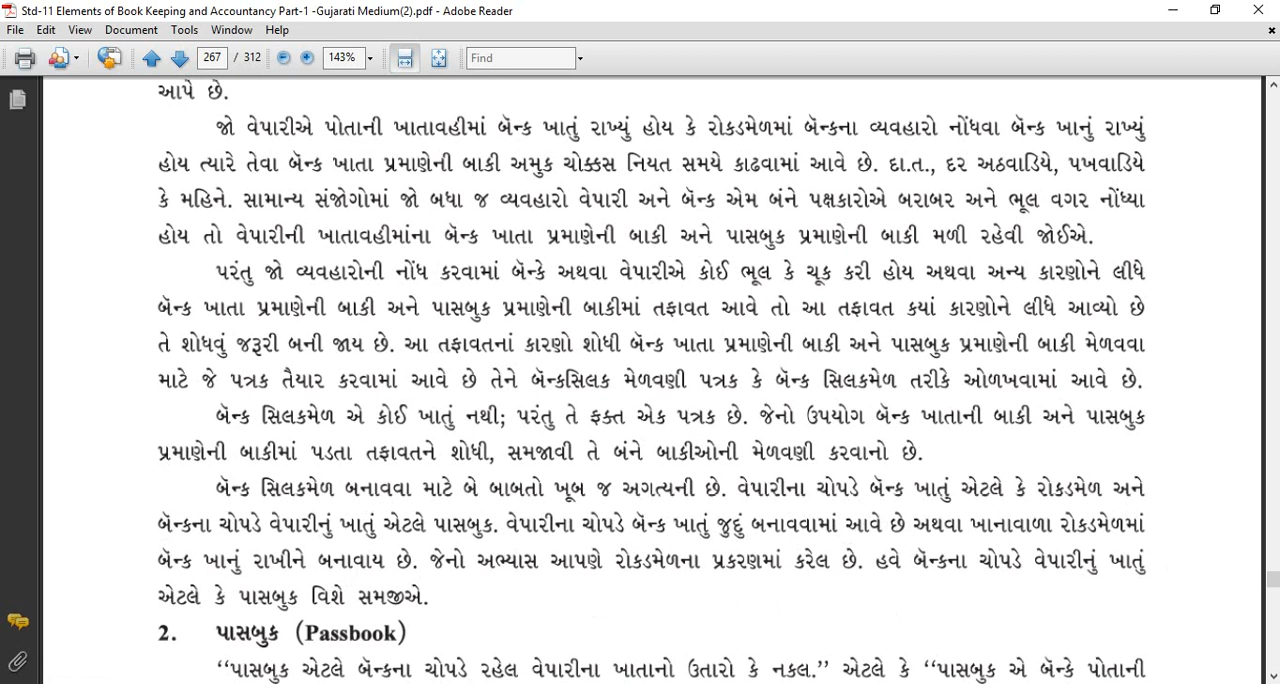 Std-11 Elements of Book Keeping and Accountancy Part-1 -Gujarati Medium(2).pdf - Adobe Reader
File Edit View Document Tools Window Help
267 / 312 143% Find
આપે છે.
જો વેપારીએ પોતાની ખાતાવહીમાં બૅન્ક ખાતું રાખ્યું હોય કે રોકડમેળમાં બૅન્કના વ્યવહારો નોંધવા બૅન્ક ખાનું રાખ્યું
હોય ત્યારે તેવા બૅન્ક ખાતા પ્રમાણેની બાકી અમુક ચોક્કસ નિયત સમયે કાઢવામાં આવે છે. દા.ત., દર અઠવાડિયે, પખવાડિયે
કે મહિને. સામાન્ય સંજોગોમાં જો બધા જ વ્યવહારો વેપારી અને બૅન્ક એમ બંને પક્ષકારોએ બરાબર અને ભૂલ વગર નોંધ્યા
હોય તો વેપારીની ખાતાવહીમાંના બૅન્ક ખાતા પ્રમાણેની બાકી અને પાસબુક પ્રમાણેની બાકી મળી રહેવી જોઈએ.
પરંતુ જો વ્યવહારોની નોંધ કરવામાં બૅન્કે અથવા વેપારીએ કોઈ ભૂલ કે ચૂક કરી હોય અથવા અન્ય કારણોને લીધે
બૅન્ક ખાતા પ્રમાણેની બાકી અને પાસબુક પ્રમાણેની બાકીમાં તફાવત આવે તો આ તફાવત કયાં કારણોને લીધે આવ્યો છે
તે શોધવું જરૂરી બની જાય છે. આ તફાવતનાં કારણો શોધી બૅન્ક ખાતા પ્રમાણેની બાકી અને પાસબુક પ્રમાણેની બાકી મેળવવા
માટે જે પત્રક તૈયાર કરવામાં આવે છે તેને બૅન્કસિલક મેળવણી પત્રક કે બૅન્ક સિલકમેળ તરીકે ઓળખવામાં આવે છે.
બૅન્ક સિલકમેળ એ કોઈ ખાતું નથી; પરંતુ તે ફક્ત એક પત્રક છે. જેનો ઉપયોગ બૅન્ક ખાતાની બાકી અને પાસબુક
પ્રમાણેની બાકીમાં પડતા તફાવતને શોધી, સમજાવી તે બંને બાકીઓની મેળવણી કરવાનો છે.
બૅન્ક સિલકમેળ બનાવવા માટે બે બાબતો ખૂબ જ અગત્યની છે. વેપારીના ચોપડે બૅન્ક ખાતું એટલે કે રોકડમેળ અને
બૅન્કના ચોપડે વેપારીનું ખાતું એટલે પાસબુક. વેપારીના ચોપડે બૅન્ક ખાતું જુદું બનાવવામાં આવે છે અથવા ખાનાવાળા રોકડમેળમાં
બૅન્ક ખાનું રાખીને બનાવાય છે. જેનો અભ્યાસ આપણે રોકડમેળના પ્રકરણમાં કરેલ છે. હવે બૅન્કના ચોપડે વેપારીનું ખાતું
એટલે કે પાસબુક વિશે સમજીએ.
2. પાસબુક (Passbook)
“પાસબુક એટલે બૅન્કના ચોપડે રહેલ વેપારીના ખાતાનો ઉતારો કે નકલ.” એટલે કે “પાસબુક એ બૅન્કે પોતાની